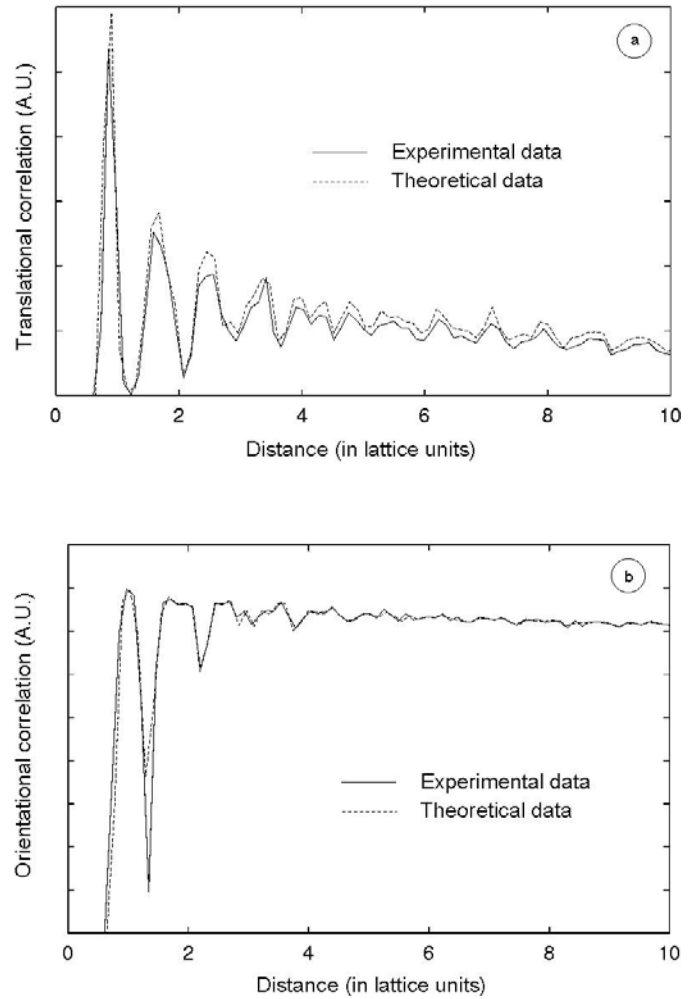 a
Translational correlation (A.U.)
Experimental data
Theoretical data
0 2 4 6 8 10
Distance (in lattice units)
b
Orientational correlation (A.U.)
Experimental data
Theoretical data
0 2 4 6 8 10
Distance (in lattice units)